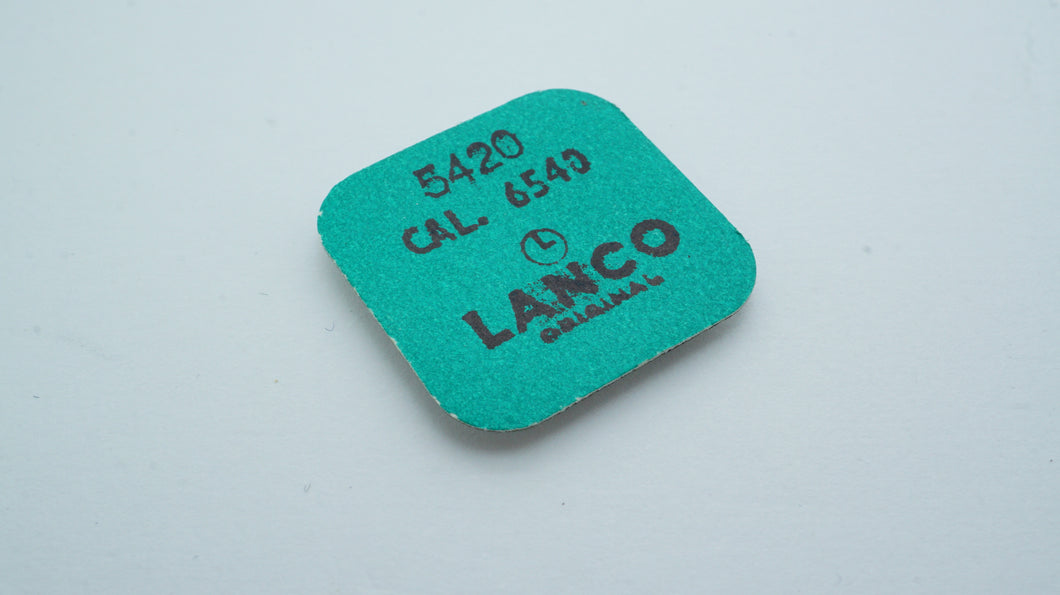 5420
CAL. 6540
L
LANCO
ORIGINAL